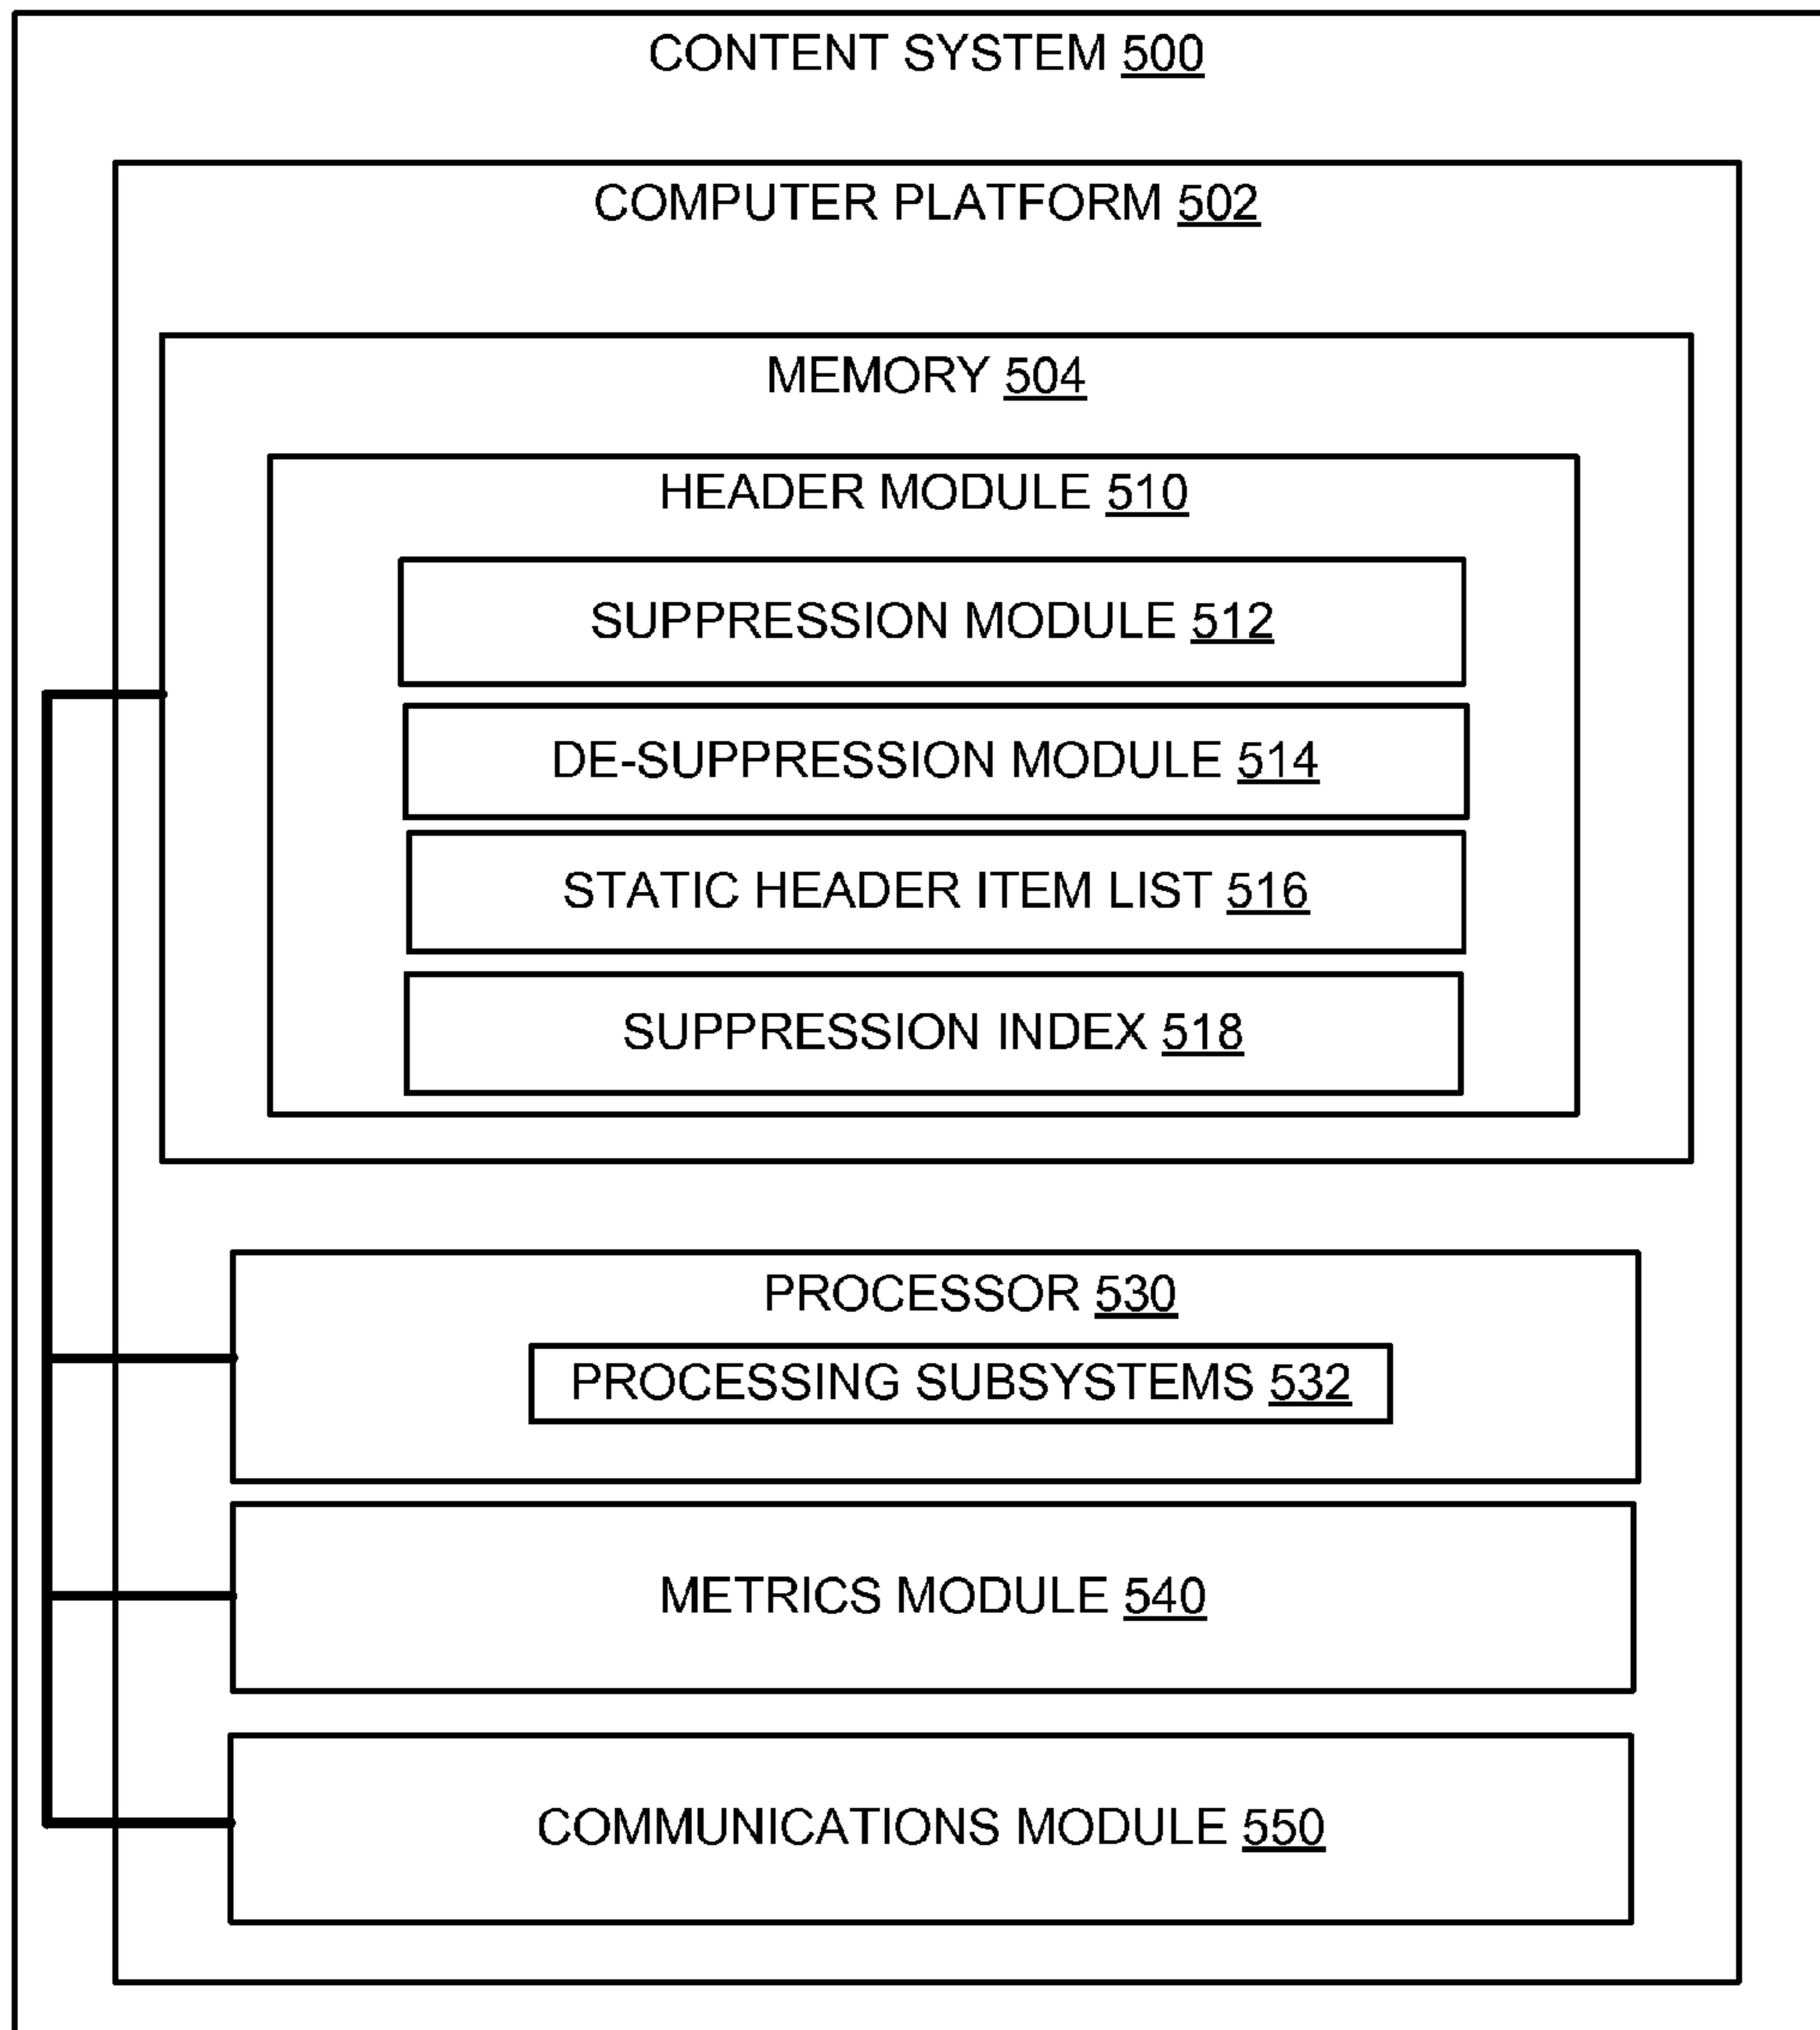 CONTENT SYSTEM 500
COMPUTER PLATFORM 502
MEMORY 504
HEADER MODULE 510
SUPPRESSION MODULE 512
DE-SUPPRESSION MODULE 514
STATIC HEADER ITEM LIST 516
SUPPRESSION INDEX 518
PROCESSOR 530
PROCESSING SUBSYSTEMS 532
METRICS MODULE 540
COMMUNICATIONS MODULE 550